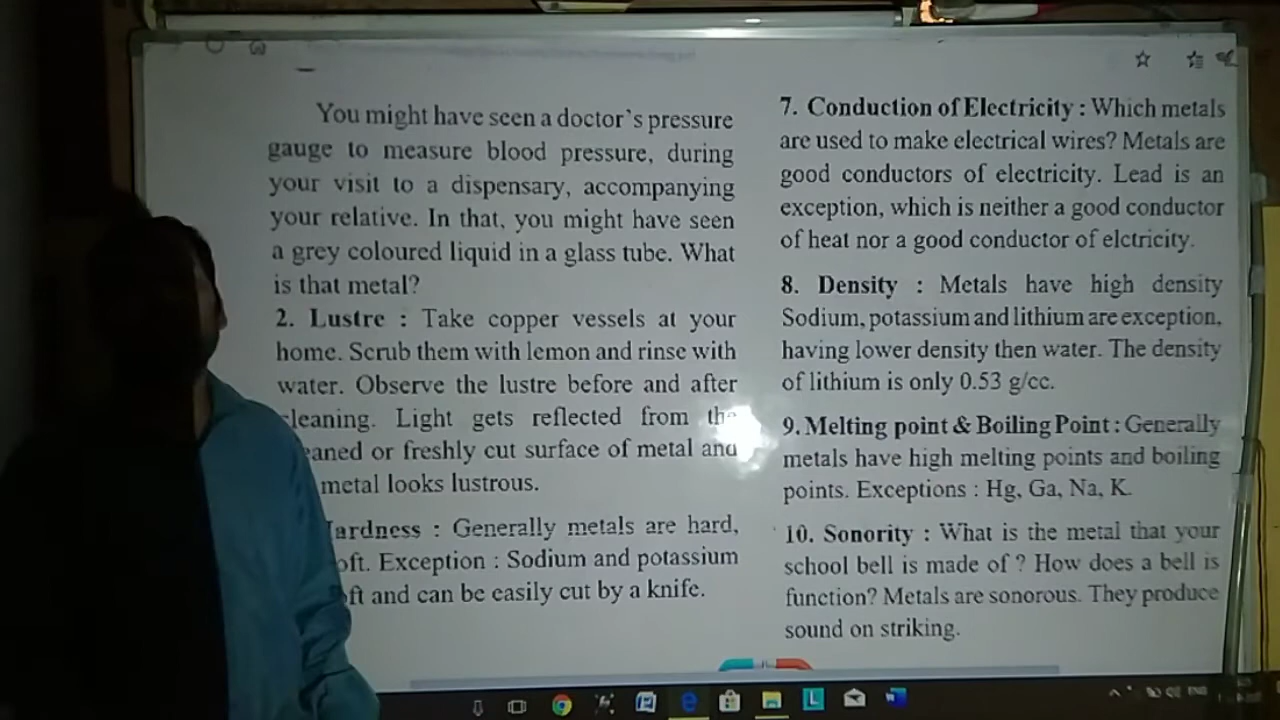 You might have seen a doctor's pressure
gauge to measure blood pressure, during
your visit to a dispensary, accompanying
your relative. In that, you might have seen
a grey coloured liquid in a glass tube. What
is that metal?
2. Lustre : Take copper vessels at your
home. Scrub them with lemon and rinse with
water. Observe the lustre before and after
leaning. Light gets reflected from the
aned or freshly cut surface of metal and
metal looks lustrous.
ardness : Generally metals are hard,
oft. Exception : Sodium and potassium
ft and can be easily cut by a knife.
7. Conduction of Electricity : Which metals
are used to make electrical wires? Metals are
good conductors of electricity. Lead is an
exception, which is neither a good conductor
of heat nor a good conductor of elctricity.
8. Density : Metals have high density
Sodium, potassium and lithium are exception,
having lower density then water. The density
of lithium is only 0.53 g/cc.
9. Melting point & Boiling Point : Generally
metals have high melting points and boiling
points. Exceptions : Hg, Ga, Na, K.
10. Sonority : What is the metal that your
school bell is made of ? How does a bell is
function? Metals are sonorous. They produce
sound on striking.